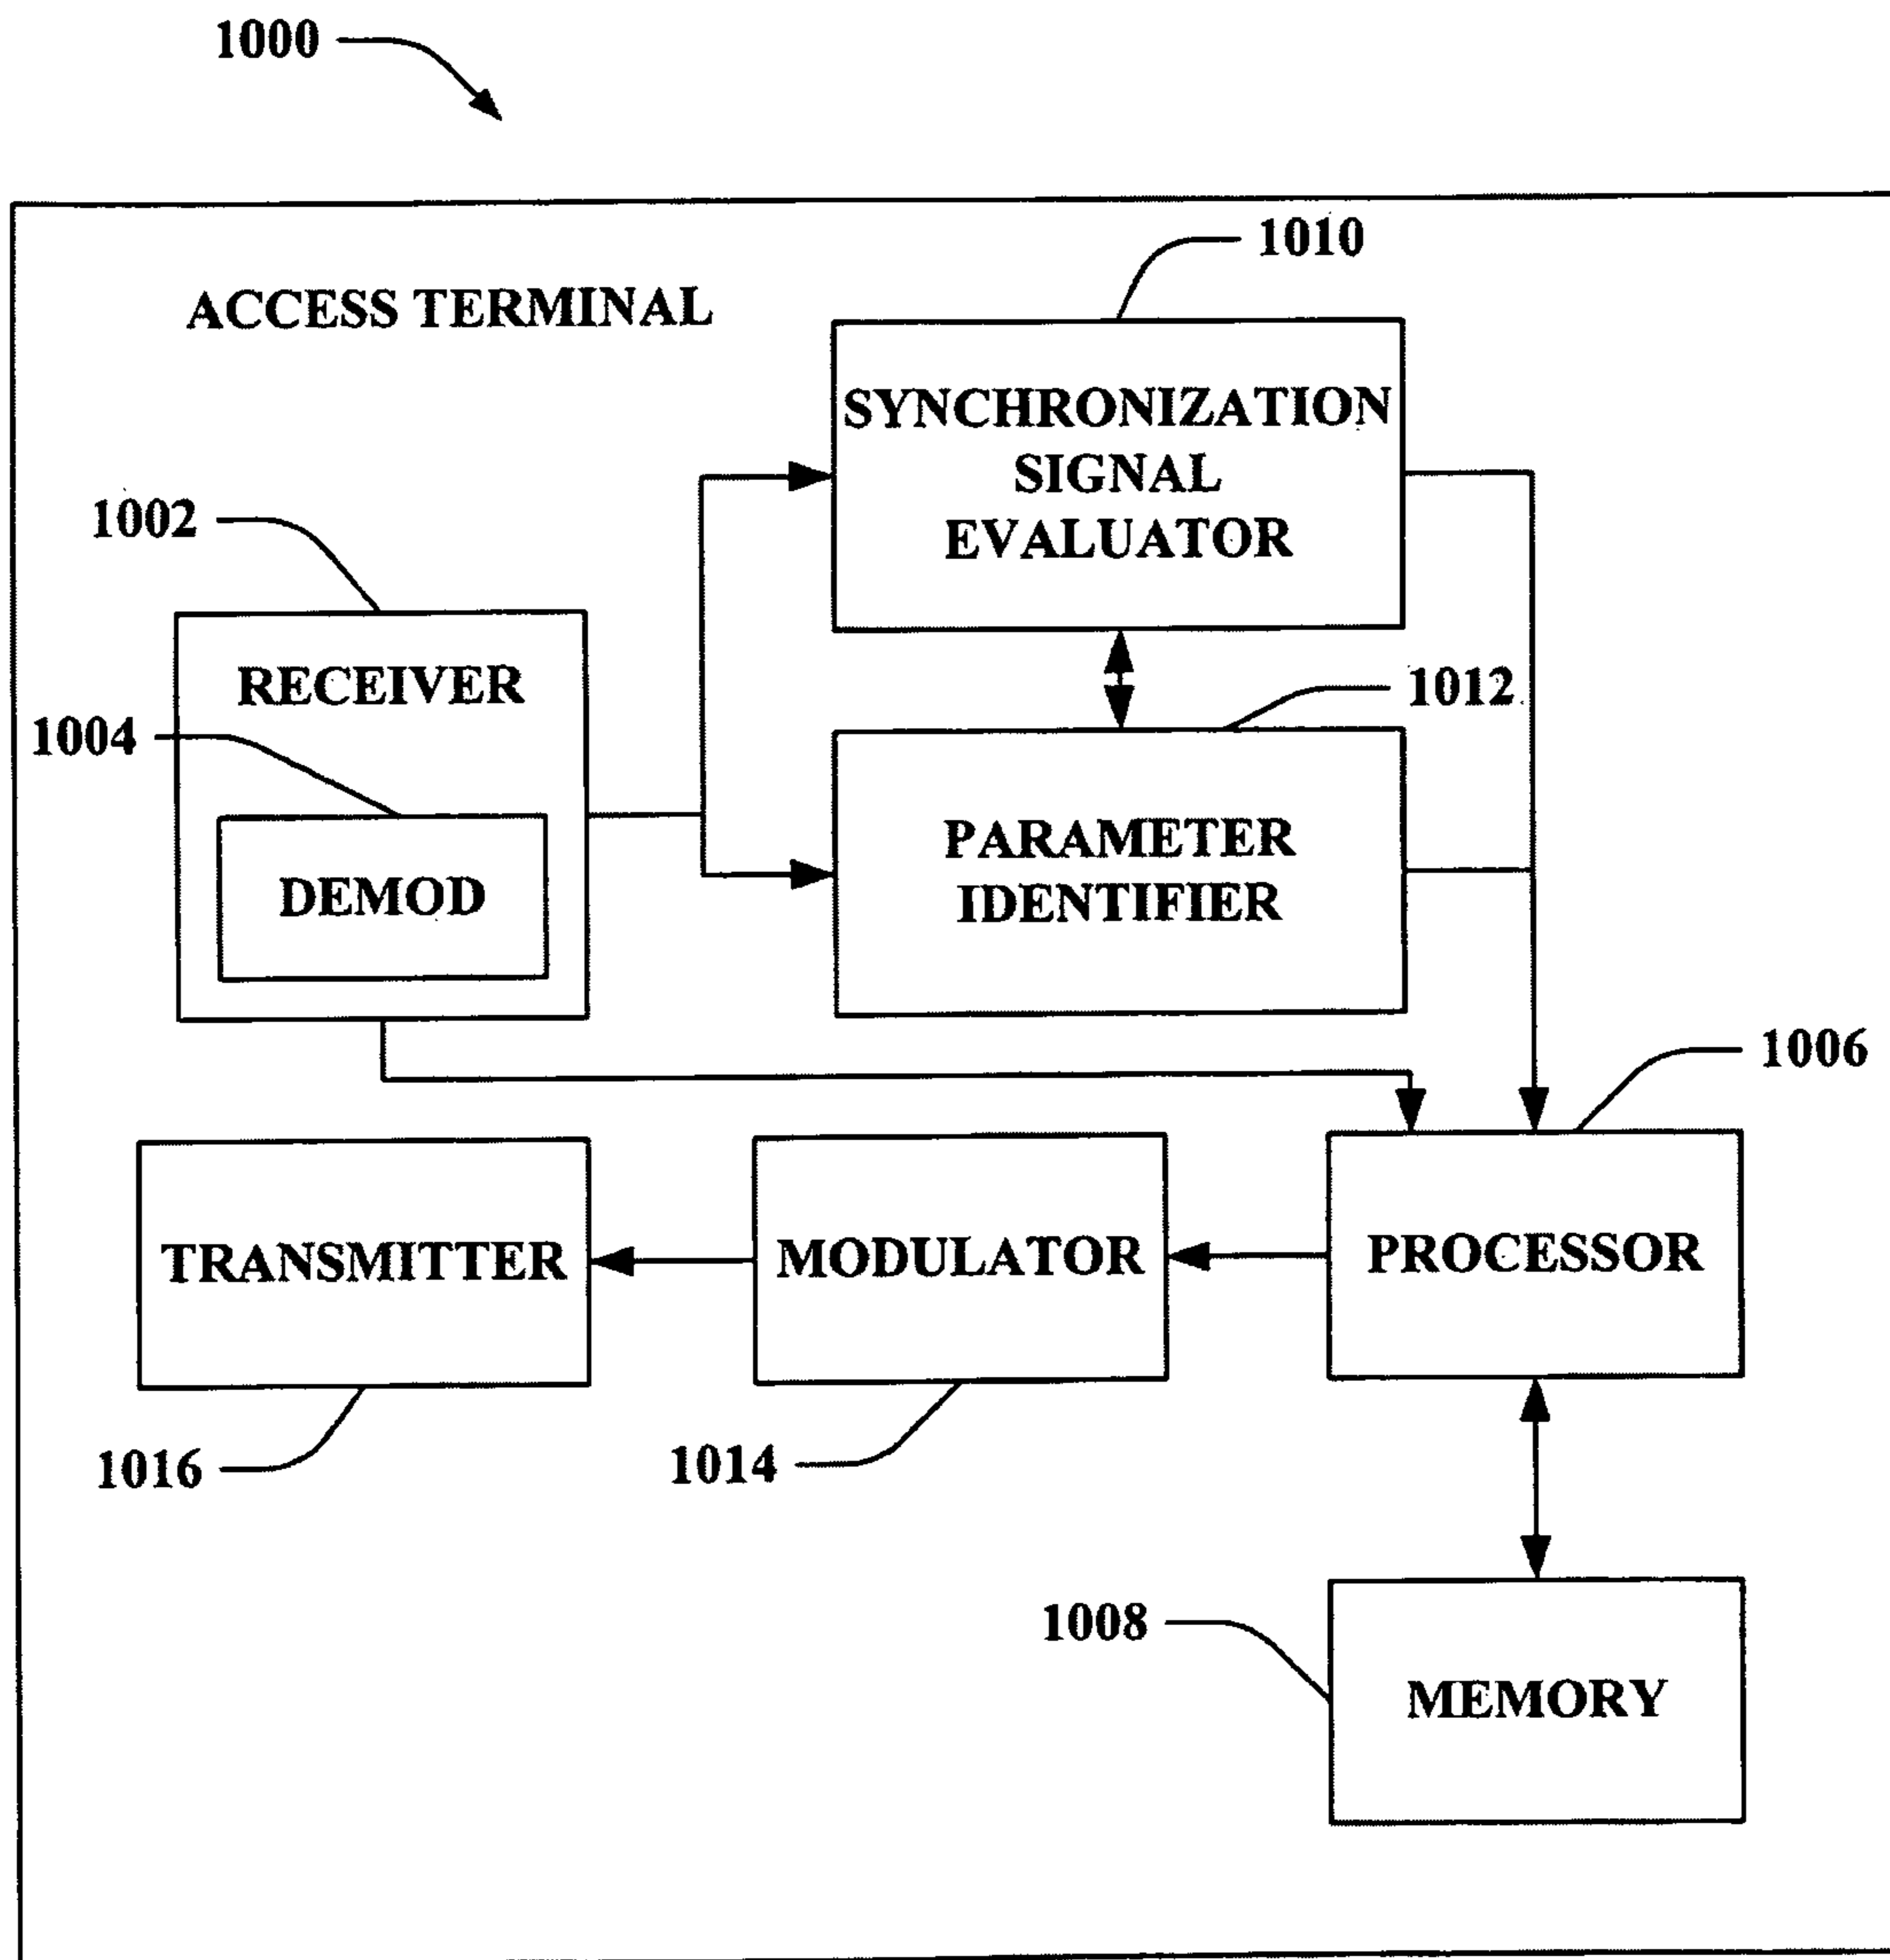 1000
1010
ACCESS TERMINAL
SYNCHRONIZATION
SIGNAL
EVALUATOR
1002
RECEIVER
1012
1004
PARAMETER
IDENTIFIER
DEMOD
1006
TRANSMITTER
MODULATOR
PROCESSOR
1016
1014
1008
MEMORY